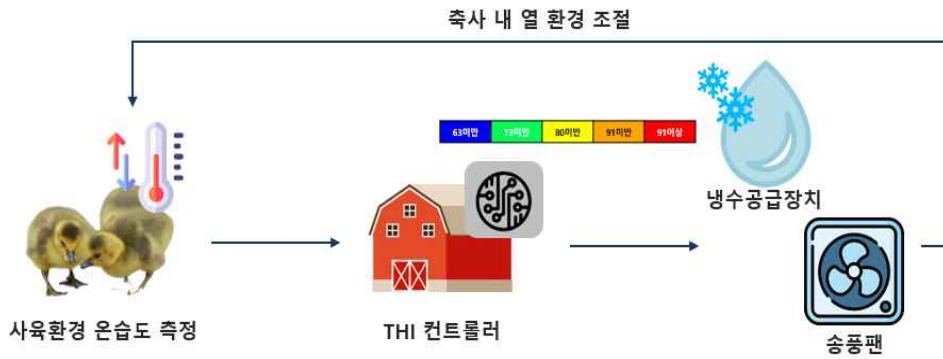 축사 내 열 환경 조절
63미만 73미만 80미만 91미만 91이상
냉수공급장치
사육환경 온습도 측정
THI 컨트롤러
송풍팬